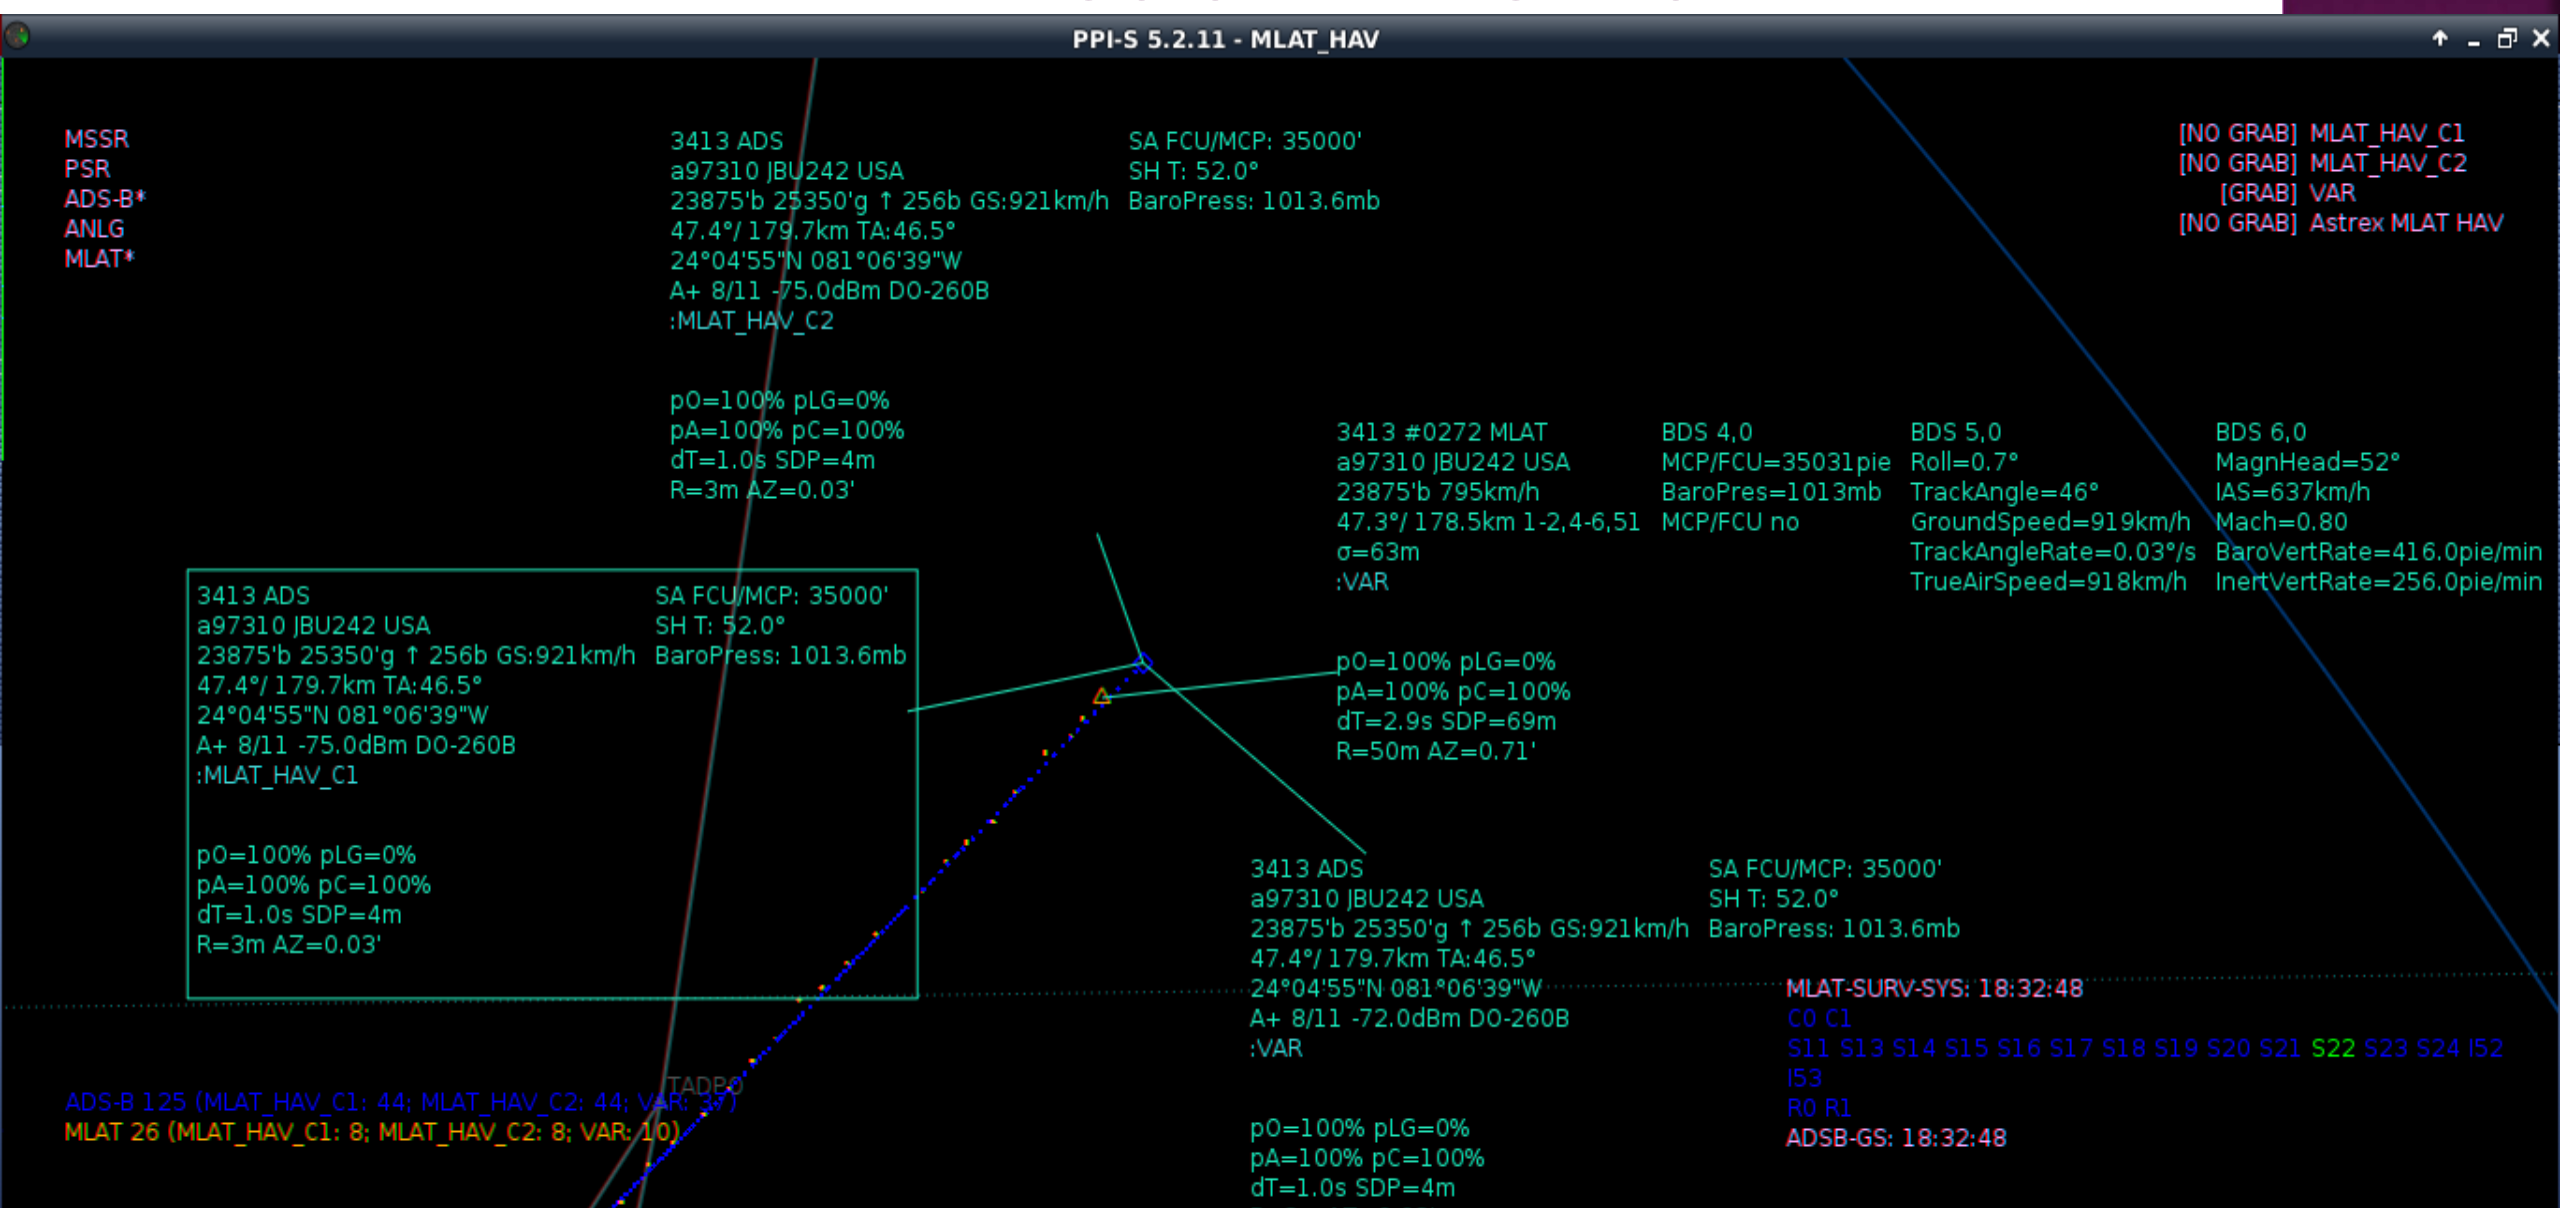 PPI-S 5.2.11 - MLAT_HAV
MSSR
PSR
ADS-B*
ANLG
MLAT*
3413 ADS SA FCU/MCP: 35000'
a97310 JBU242 USA SH T: 52.0°
23875'b 25350'g ↑ 256b GS:921km/h BaroPress: 1013.6mb
47.4°/ 179.7km TA:46.5°
24°04'55"N 081°06'39"W
A+ 8/11 -75.0dBm DO-260B
:MLAT_HAV_C2
pO=100% pLG=0%
pA=100% pC=100%
dT=1.0s SDP=4m
R=3m AZ=0.03'
[NO GRAB] MLAT_HAV_C1
[NO GRAB] MLAT_HAV_C2
[GRAB] VAR
[NO GRAB] Astrex MLAT HAV
3413 #0272 MLAT BDS 4,0 BDS 5,0 BDS 6,0
a97310 JBU242 USA MCP/FCU=35031pie Roll=0.7° MagnHead=52°
23875'b 795km/h BaroPres=1013mb TrackAngle=46° IAS=637km/h
47.3°/ 178.5km 1-2,4-6,51 MCP/FCU no GroundSpeed=919km/h Mach=0.80
σ=63m TrackAngleRate=0.03°/s BaroVertRate=416.0pie/min
:VAR TrueAirSpeed=918km/h InertVertRate=256.0pie/min
pO=100% pLG=0%
pA=100% pC=100%
dT=2.9s SDP=69m
R=50m AZ=0.71'
3413 ADS SA FCU/MCP: 35000'
a97310 JBU242 USA SH T: 52.0°
23875'b 25350'g ↑ 256b GS:921km/h BaroPress: 1013.6mb
47.4°/ 179.7km TA:46.5°
24°04'55"N 081°06'39"W
A+ 8/11 -75.0dBm DO-260B
:MLAT_HAV_C1
pO=100% pLG=0%
pA=100% pC=100%
dT=1.0s SDP=4m
R=3m AZ=0.03'
3413 ADS SA FCU/MCP: 35000'
a97310 JBU242 USA SH T: 52.0°
23875'b 25350'g ↑ 256b GS:921km/h BaroPress: 1013.6mb
47.4°/ 179.7km TA:46.5°
24°04'55"N 081°06'39"W
A+ 8/11 -72.0dBm DO-260B
:VAR
pO=100% pLG=0%
pA=100% pC=100%
dT=1.0s SDP=4m
MLAT-SURV-SYS: 18:32:48
C0 C1
S11 S13 S14 S15 S16 S17 S18 S19 S20 S21 S22 S23 S24 I52
I53
R0 R1
ADSB-GS: 18:32:48
TADPO
ADS-B 125 (MLAT_HAV_C1: 44; MLAT_HAV_C2: 44; VAR: 37)
MLAT 26 (MLAT_HAV_C1: 8; MLAT_HAV_C2: 8; VAR: 10)